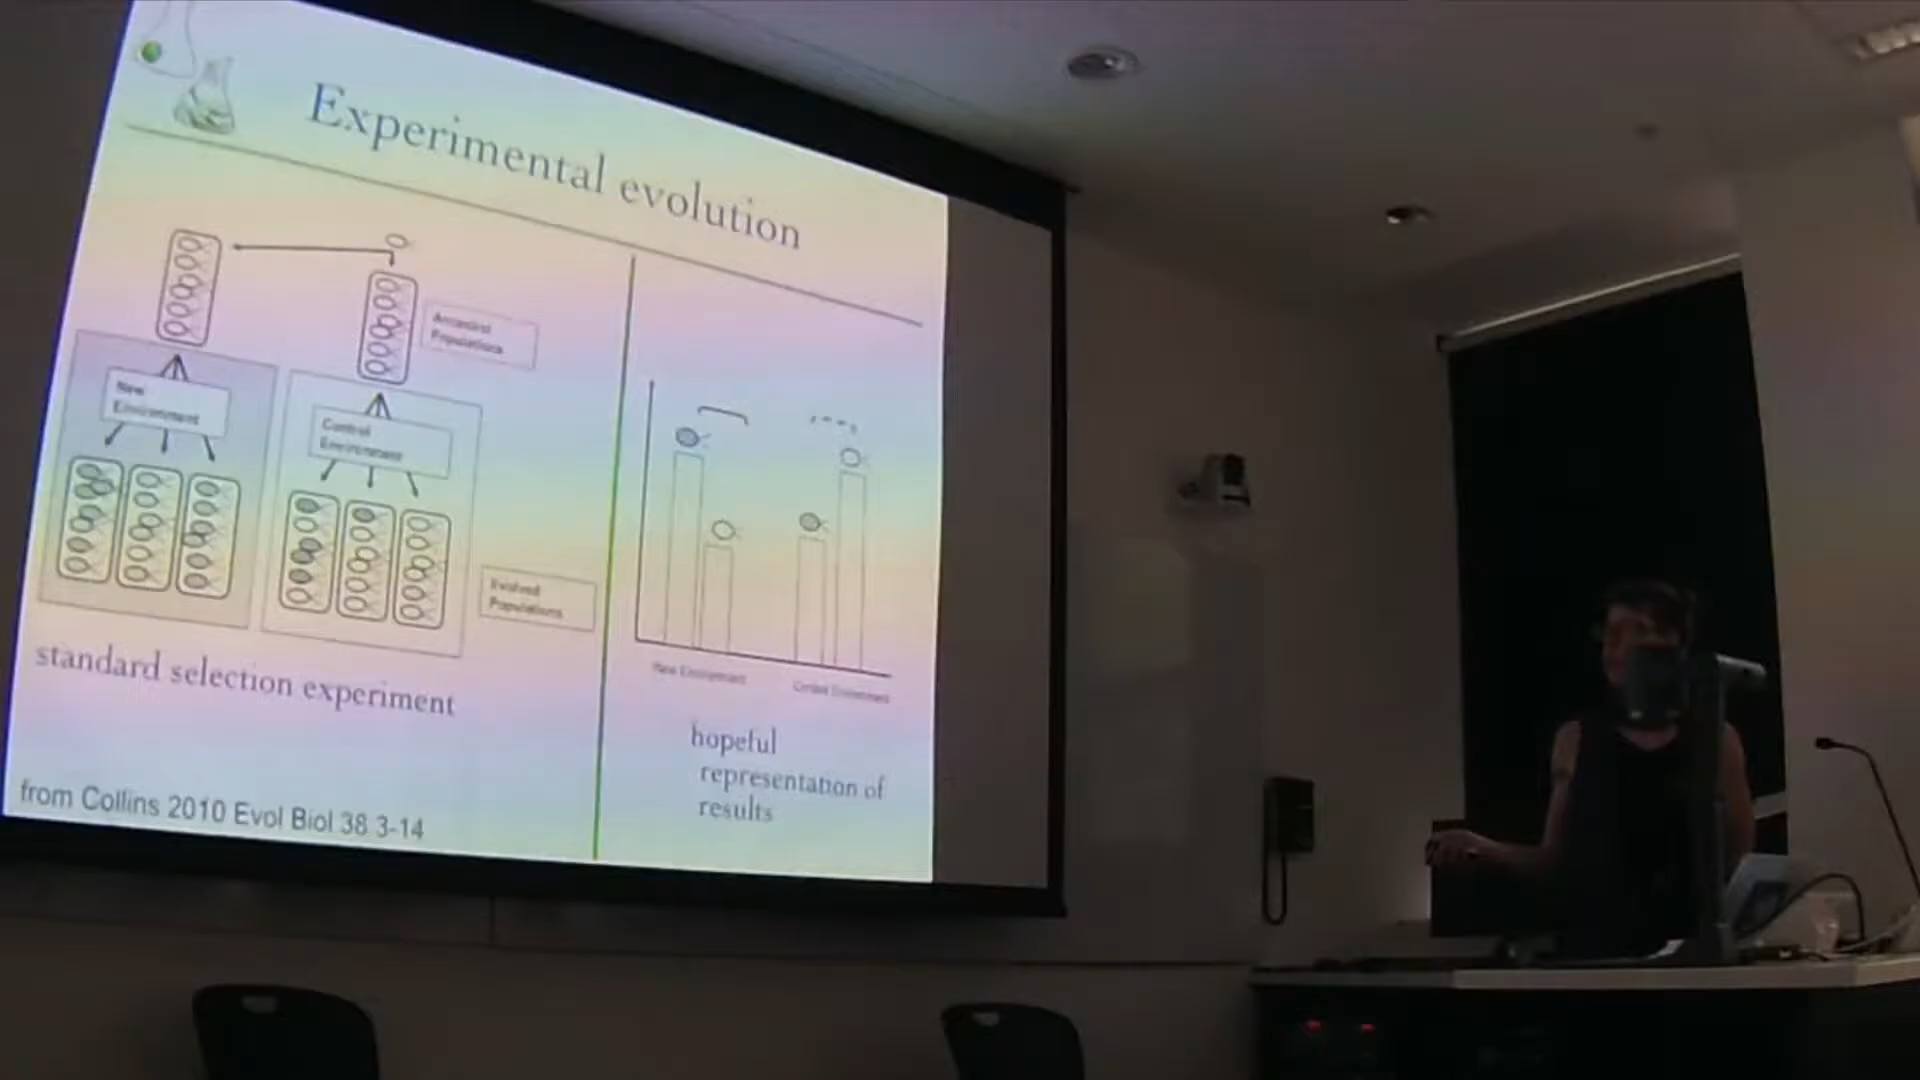 Experimental evolution
Ancestral
Populations
New
Environment
Control
Environment
Evolved
Populations
standard selection experiment
New Environment
Control Environment
hopeful
representation of
results
from Collins 2010 Evol Biol 38 3-14